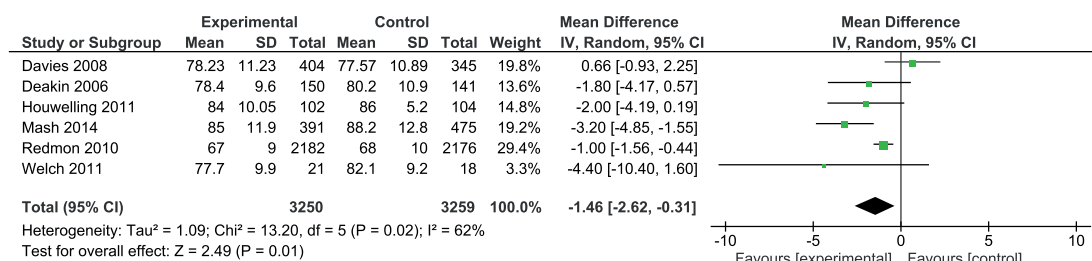 Experimental Control Mean Difference Mean Difference
Study or Subgroup Mean SD Total Mean SD Total Weight IV, Random, 95% CI IV, Random, 95% CI
Davies 2008 78.23 11.23 404 77.57 10.89 345 19.8% 0.66 [-0.93, 2.25]
Deakin 2006 78.4 9.6 150 80.2 10.9 141 13.5% -1.80 [-4.17, 0.57]
Houwelling 2011 84 10.05 102 86 5.2 104 14.8% -2.00 [-4.19, 0.19]
Mash 2014 85 11.9 391 88.2 12.8 475 19.2% -3.20 [-4.85, -1.55]
Redmon 2010 67 9 2182 68 10 2176 29.4% -1.00 [-1.56, -0.44]
Welch 2011 77.7 9.9 21 82.1 9.2 18 3.3% -4.40 [-10.40, 1.60]
Total (95% CI) 3250 3259 100.0% -1.46 [-2.62, -0.31]
Heterogeneity: Tau² = 1.09; Chi² = 13.20, df = 5 (P = 0.02); I² = 62%
Test for overall effect: Z = 2.49 (P = 0.01)
-10 -5 0 5 10
Favours [experimental] Favours [control]